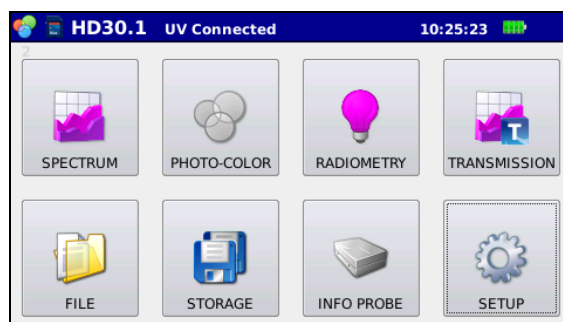 HD30.1 UV Connected 10:25:23
2
SPECTRUM PHOTO-COLOR RADIOMETRY TRANSMISSION
T
FILE STORAGE INFO PROBE SETUP